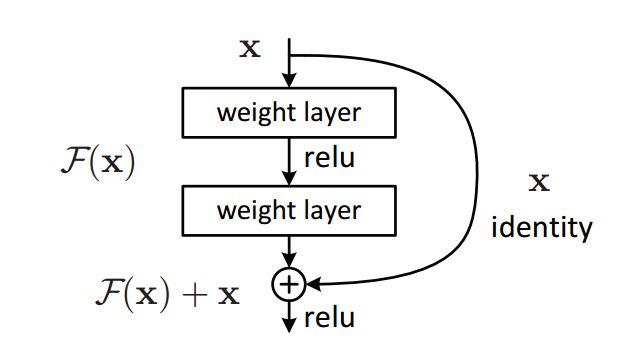 x
weight layer
relu
F(x)
weight layer
x
identity
F(x) + x
relu